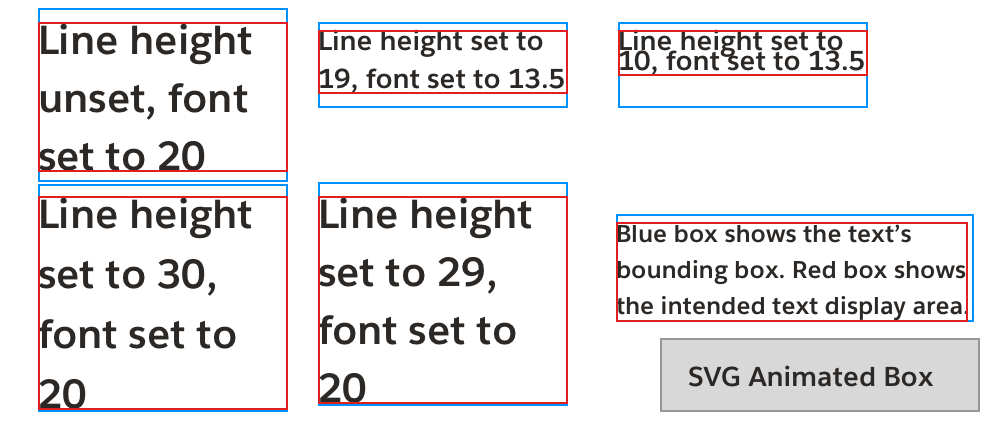 Line height
unset, font
set to 20
Line height set to
19, font set to 13.5
Line height set to
10, font set to 13.5
Line height
set to 30,
font set to
20
Line height
set to 29,
font set to
20
Blue box shows the text’s
bounding box. Red box shows
the intended text display area.
SVG Animated Box